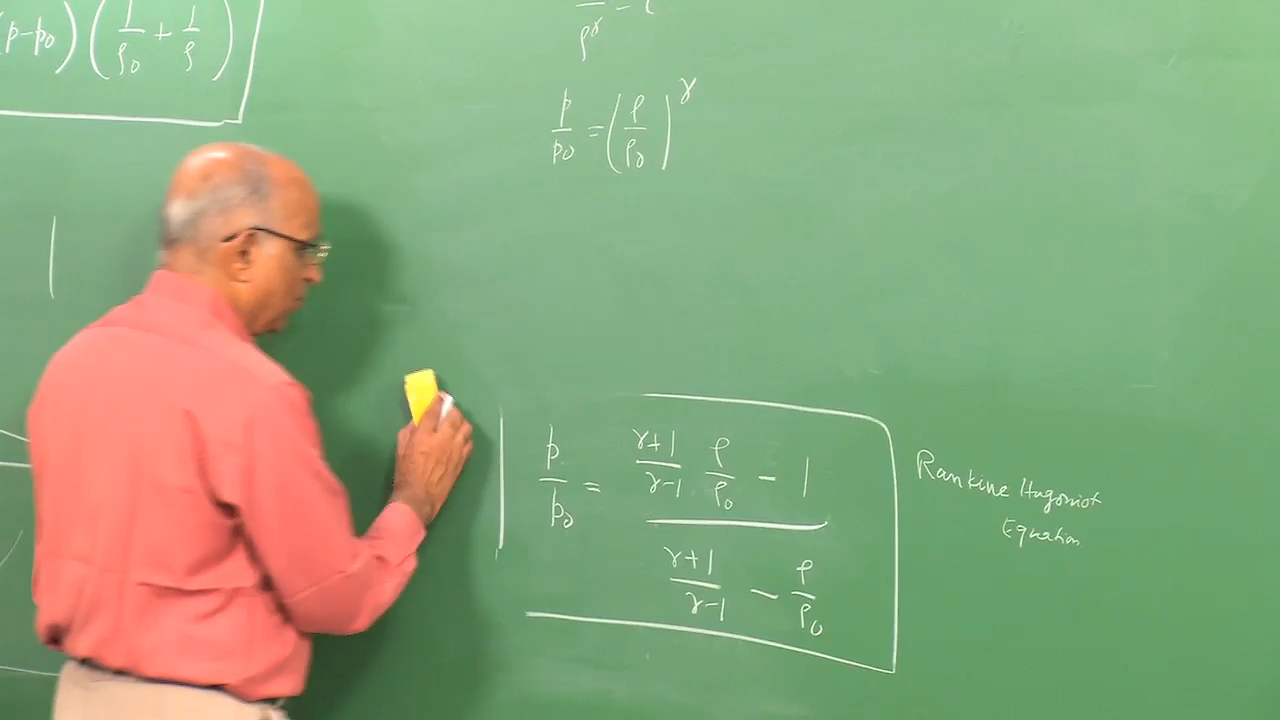 (p-p₀)(1/ρ₀ + 1/ρ)
p/p₀ = (ρ/ρ₀)^γ
p/p₀ = ((γ+1)/(γ-1) ρ/ρ₀ - 1) / ((γ+1)/(γ-1) - ρ/ρ₀)
Rankine Hugoniot
Equation